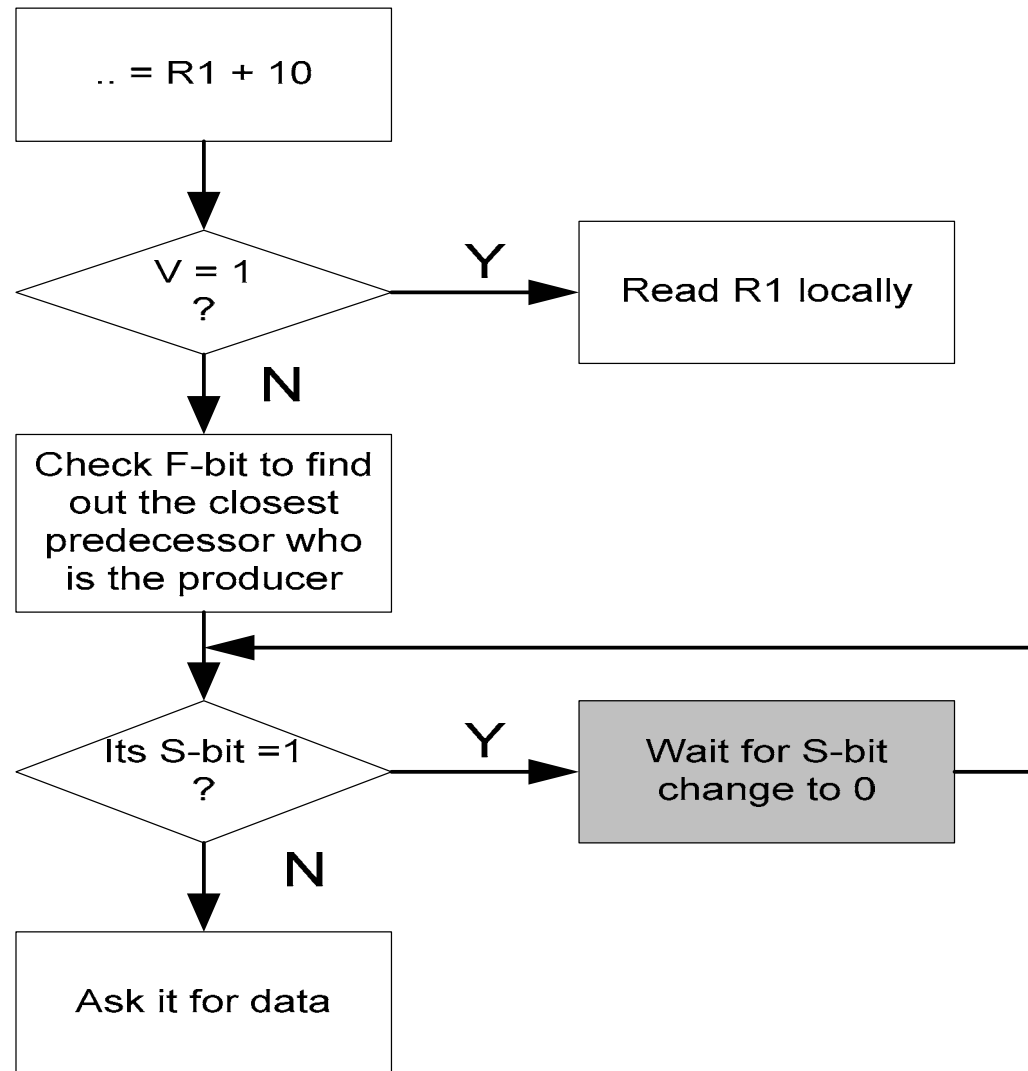 .. = R1 + 10
V = 1
?
Y
Read R1 locally
N
Check F-bit to find
out the closest
predecessor who
is the producer
Its S-bit =1
?
Y
Wait for S-bit
change to 0
N
Ask it for data